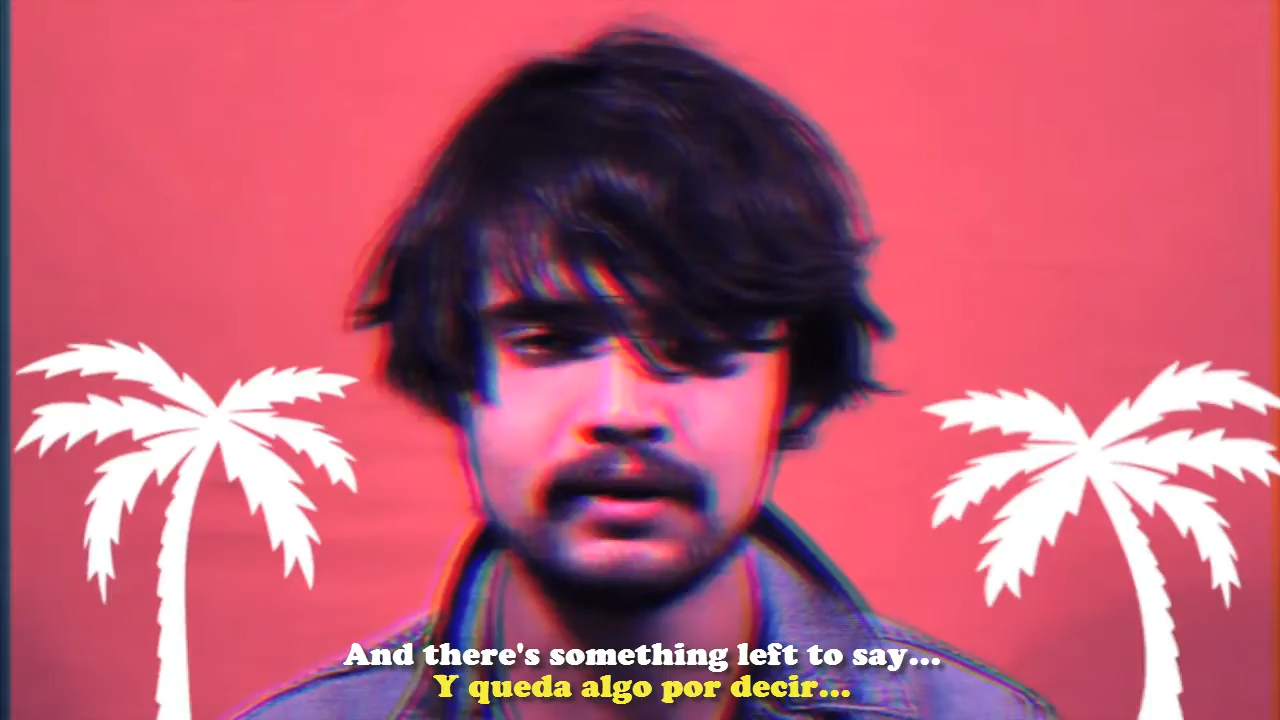 And there's something left to say...
Y queda algo por decir...